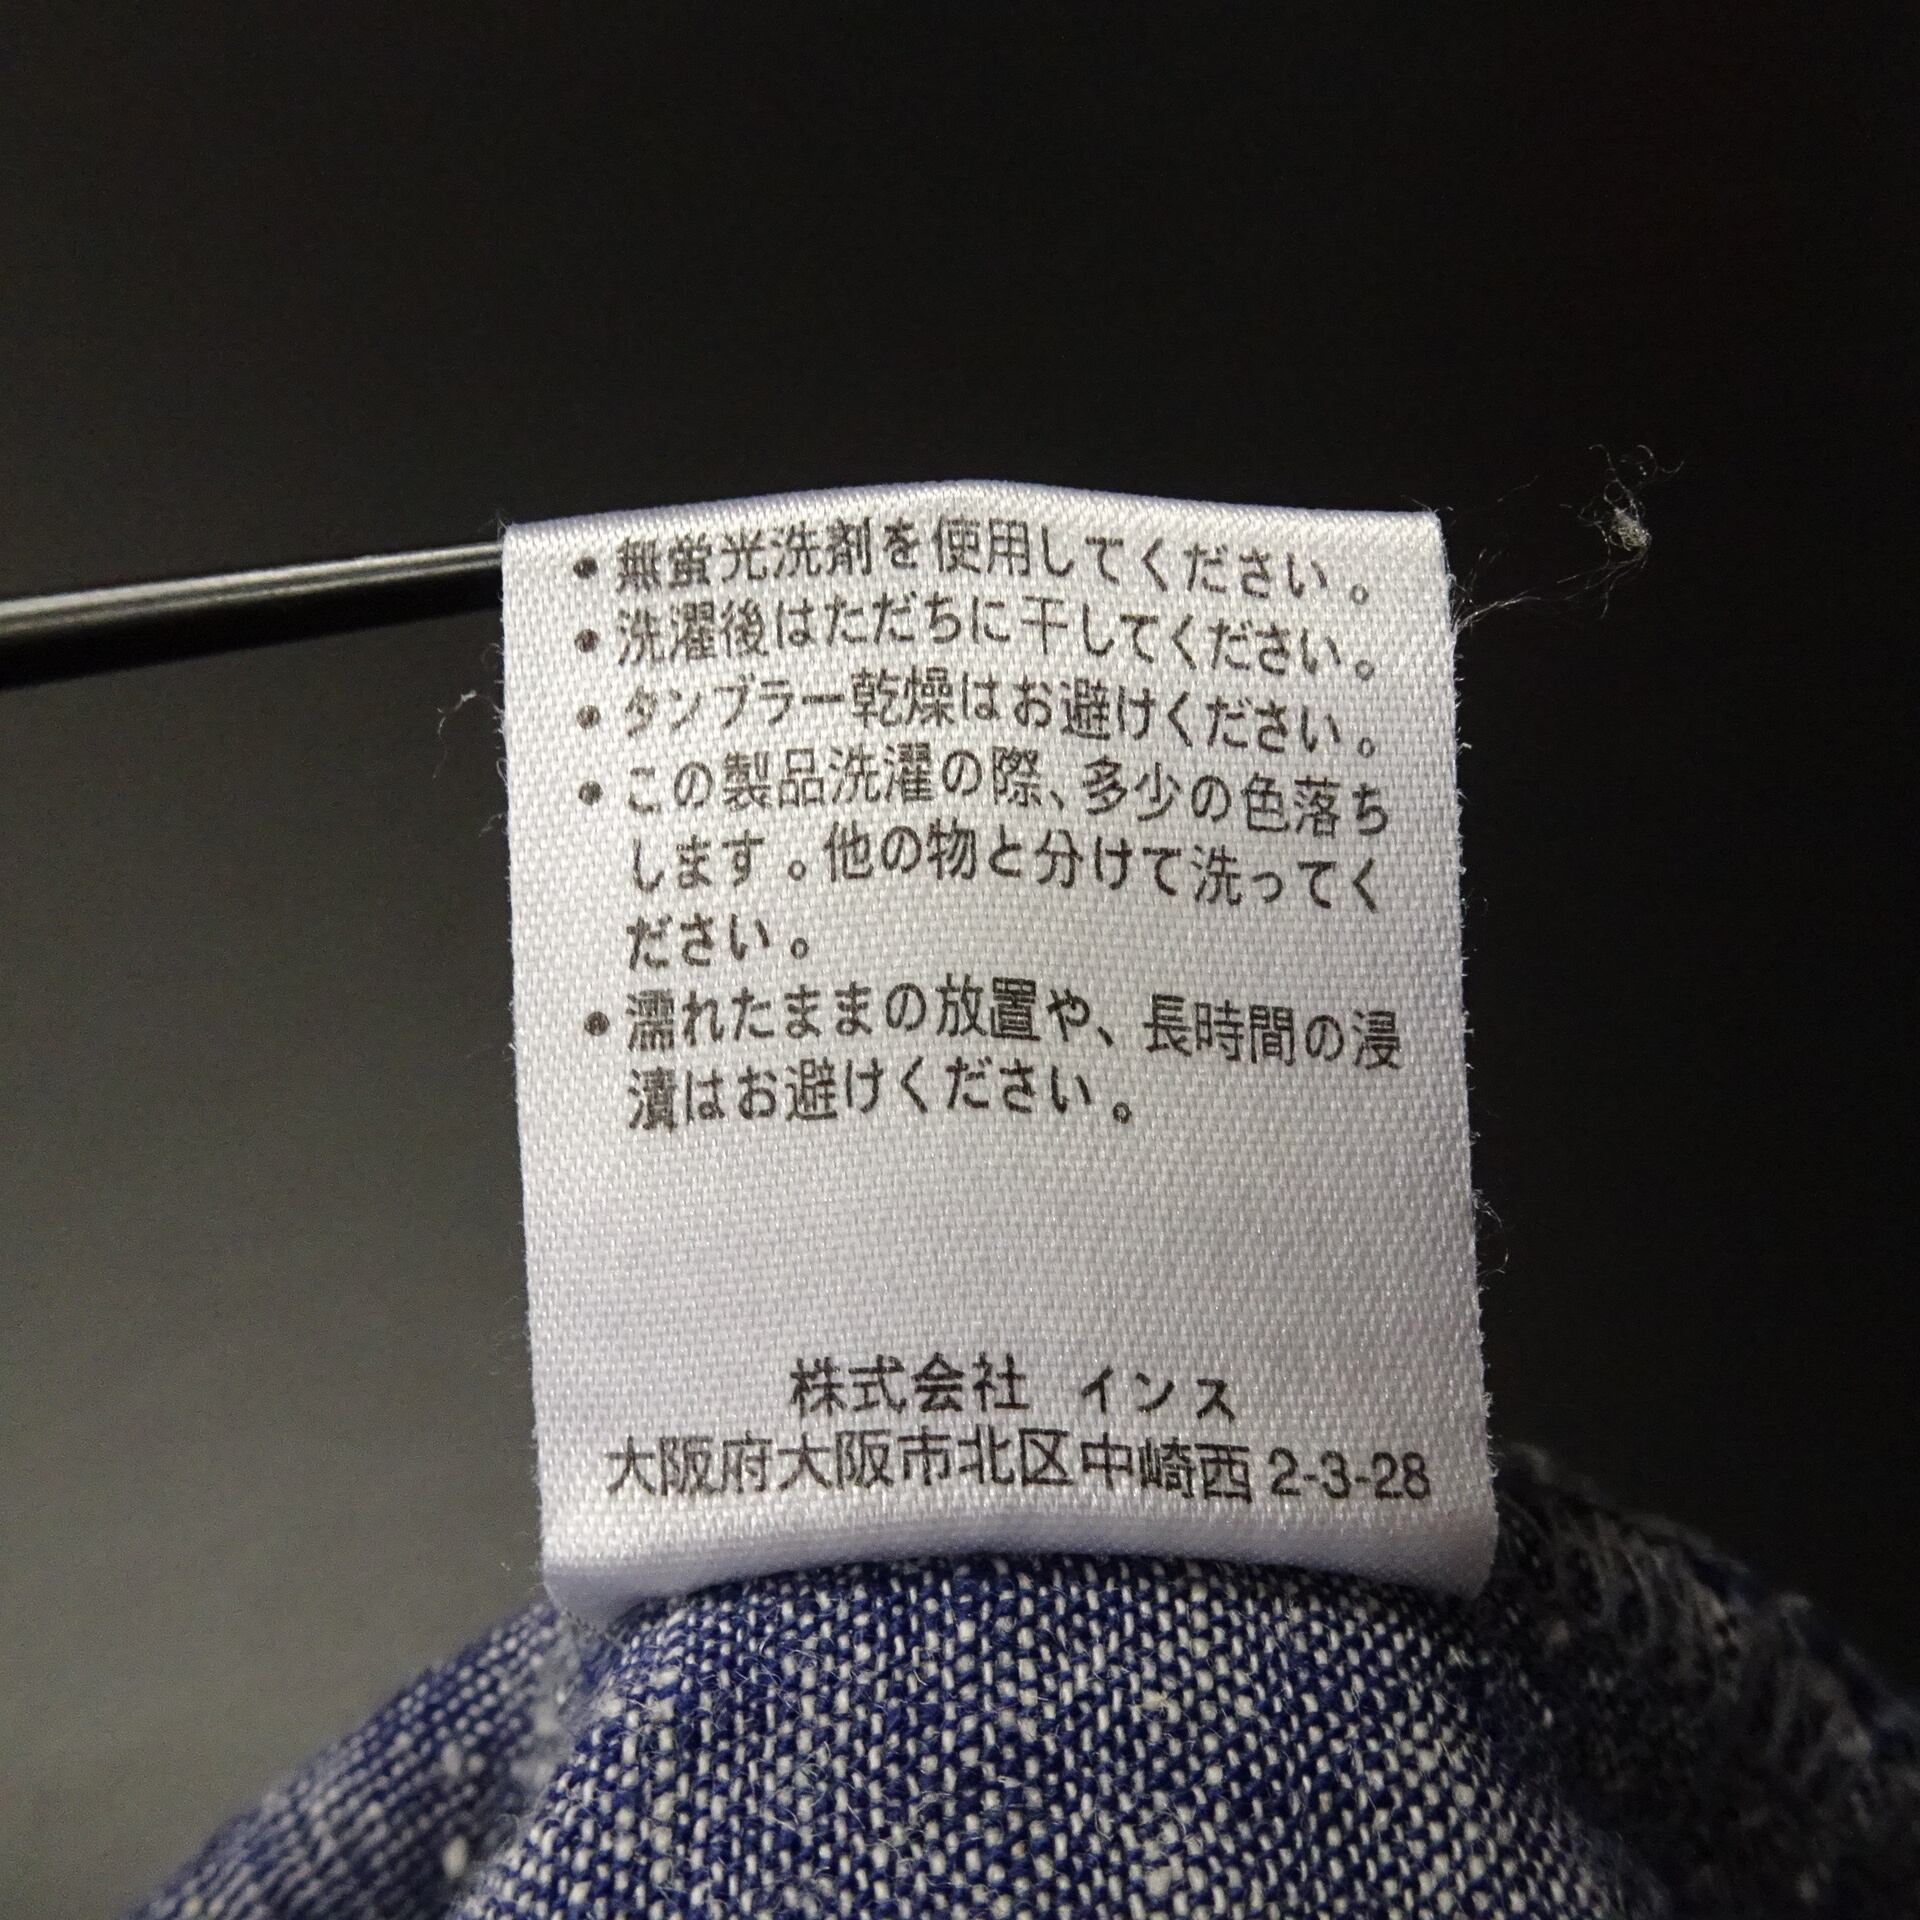 ・無蛍光洗剤を使用してください。
・洗濯後はただちに干してください。
・タンブラー乾燥はお避けください。
・この製品洗濯の際、多少の色落ち
します。他の物と分けて洗ってく
ださい。
・濡れたままの放置や、長時間の浸
漬はお避けください。
株式会社 インス
大阪府大阪市北区中崎西 2-3-28